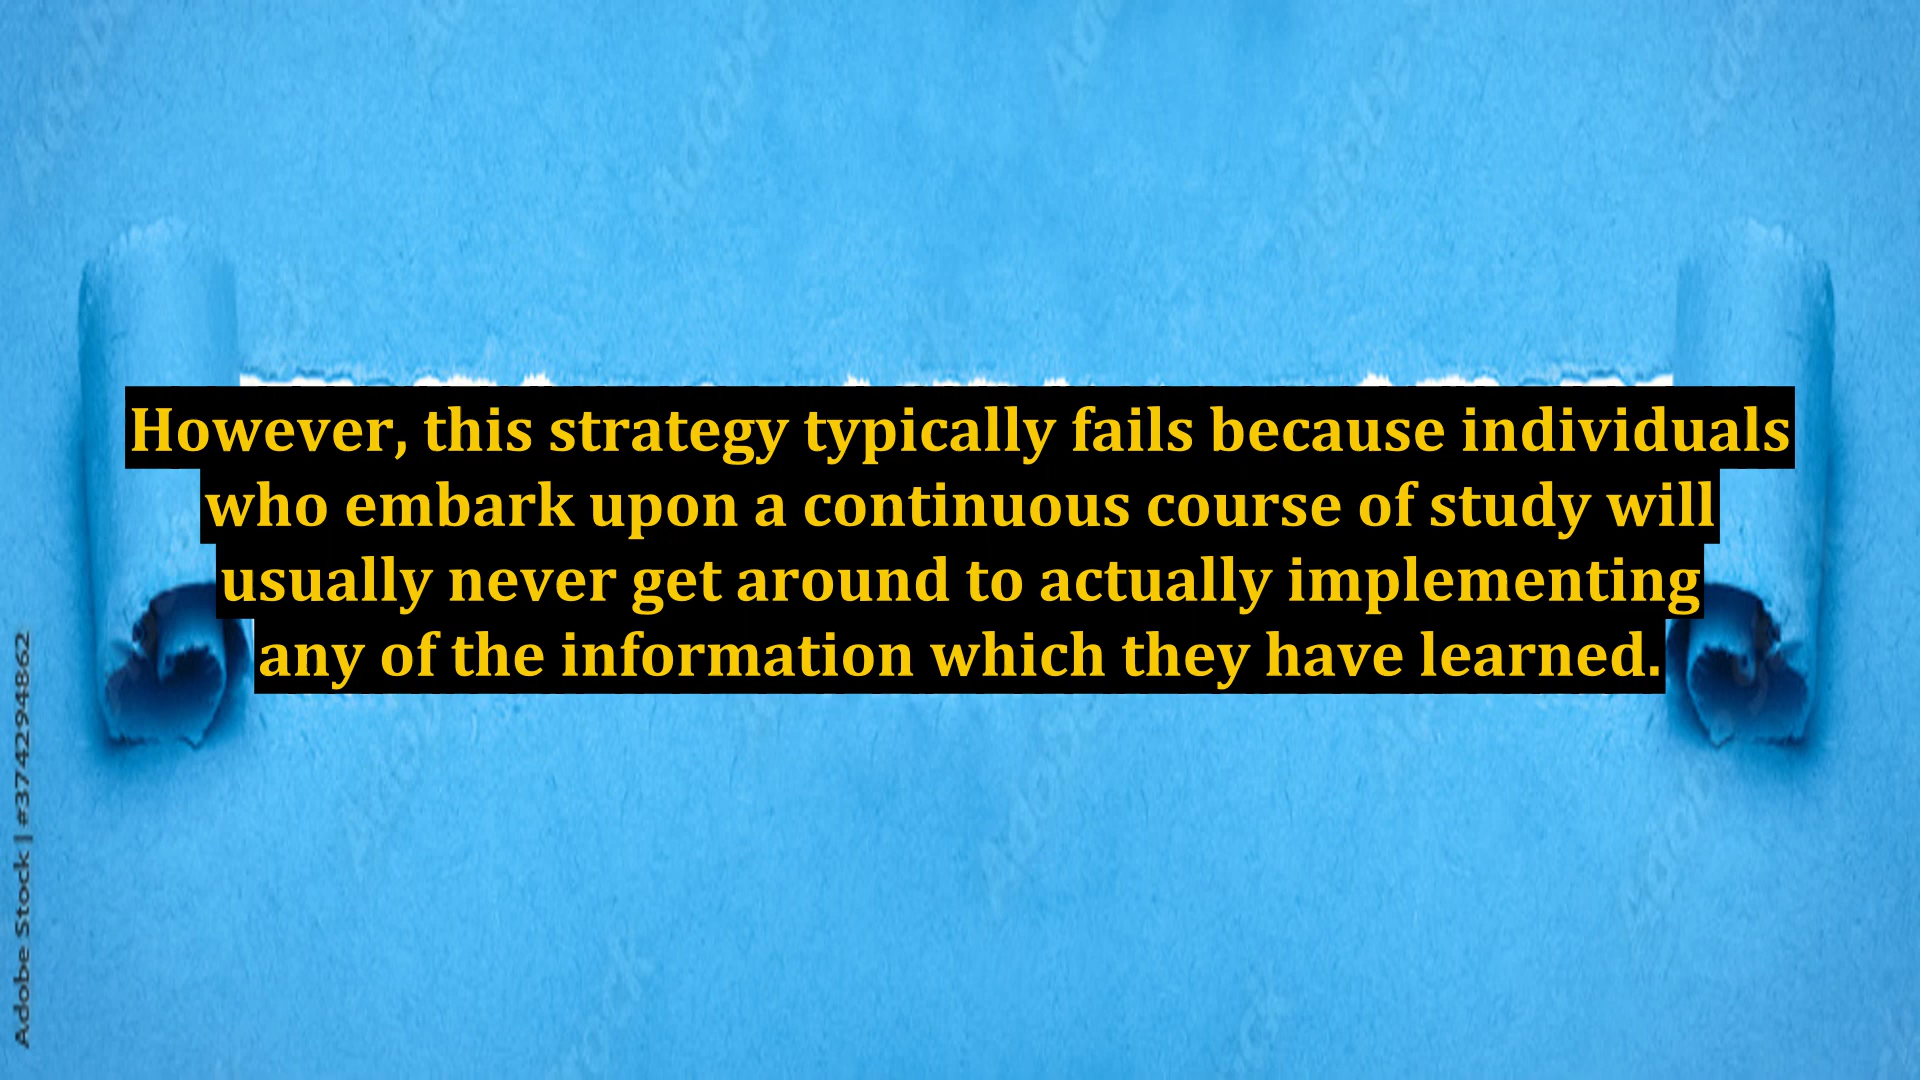 However, this strategy typically fails because individuals
who embark upon a continuous course of study will
usually never get around to actually implementing
any of the information which they have learned.
Adobe Stock | #374294862